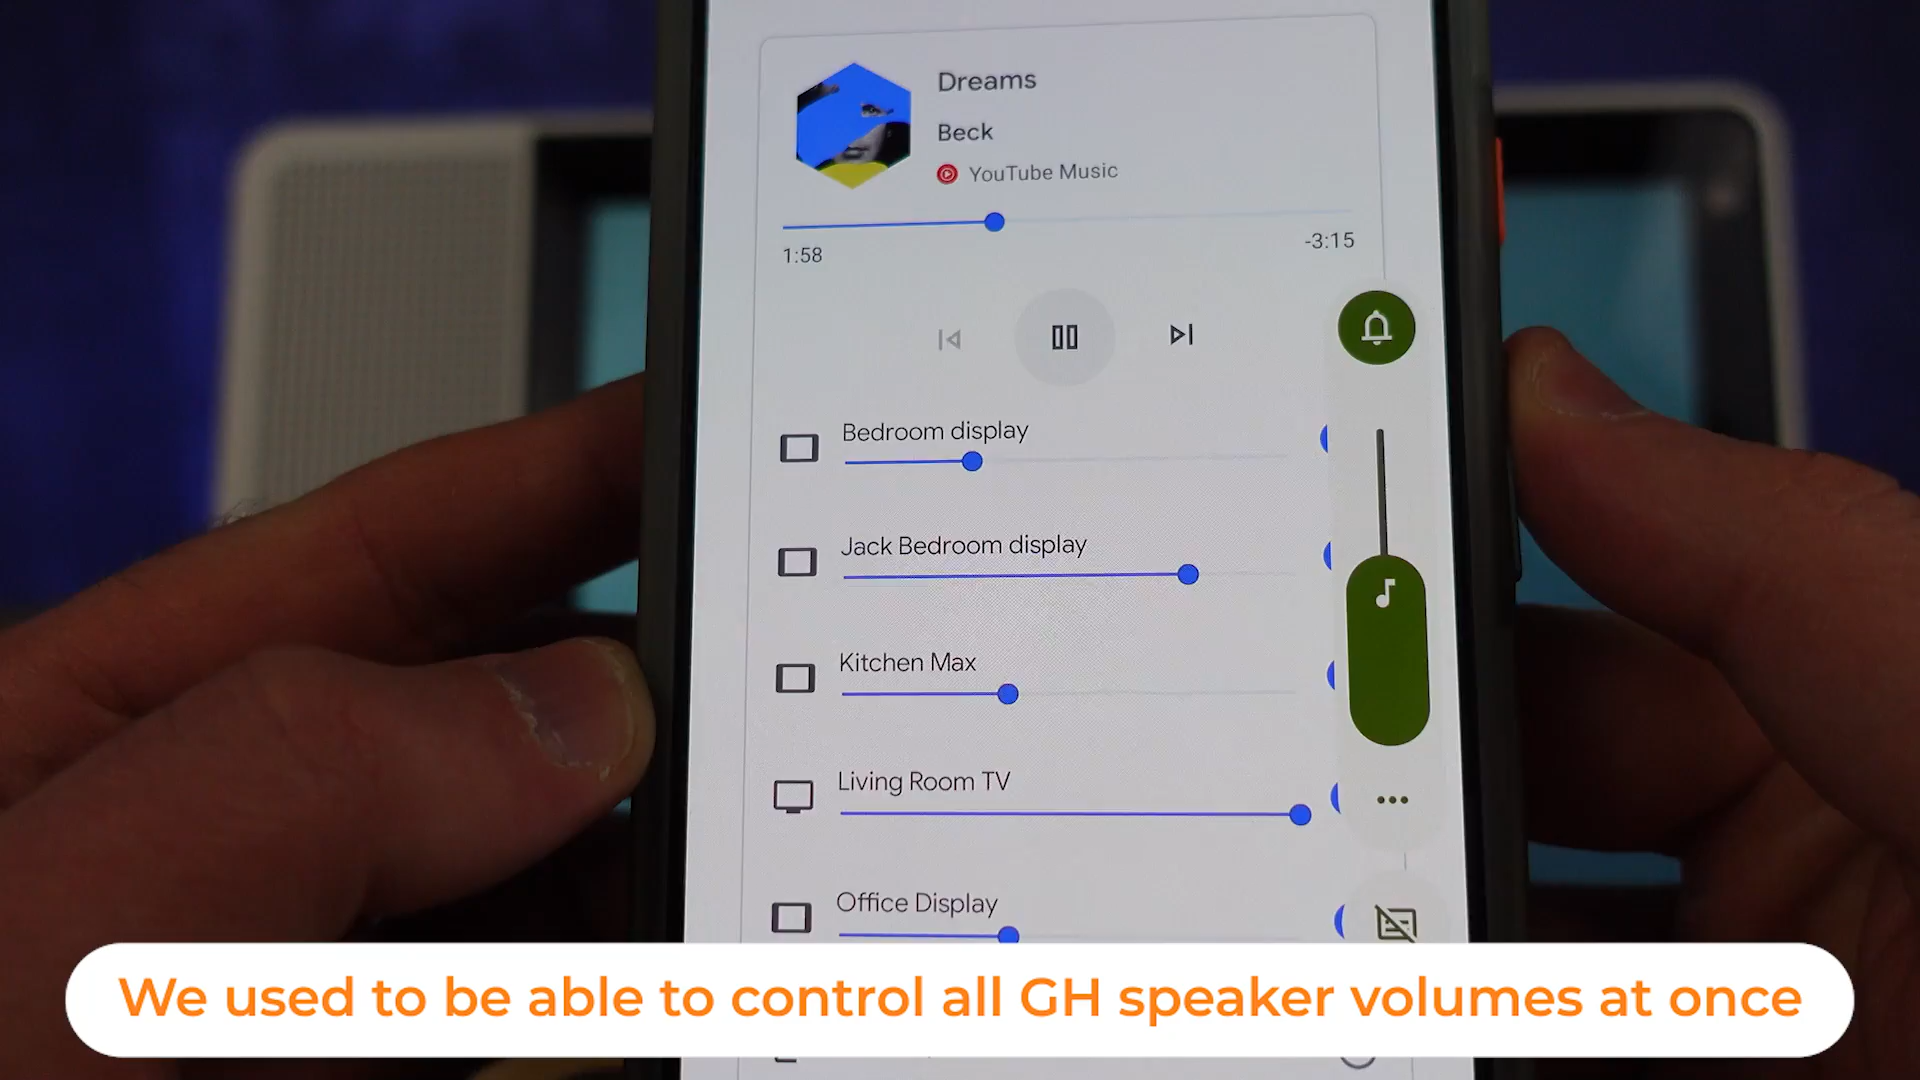 Dreams
Beck
YouTube Music
1:58
-3:15
Bedroom display
Jack Bedroom display
Kitchen Max
Living Room TV
Office Display
We used to be able to control all GH speaker volumes at once